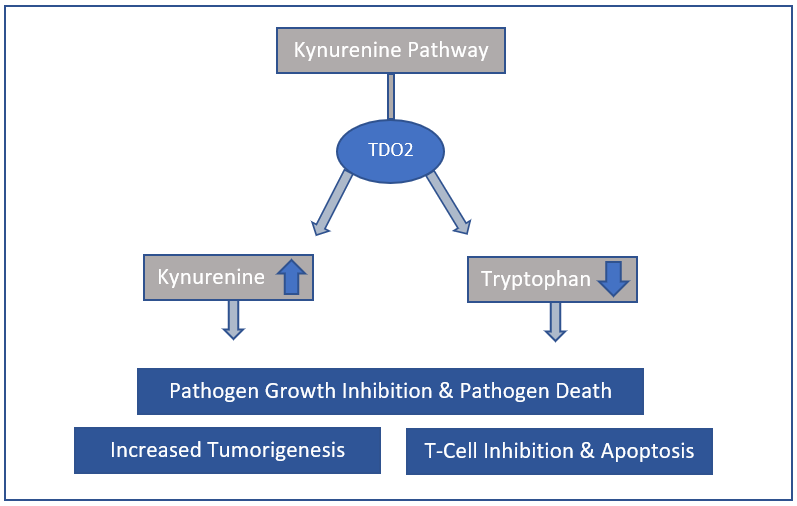 Kynurenine Pathway
TDO2
Kynurenine
Tryptophan
Pathogen Growth Inhibition & Pathogen Death
Increased Tumorigenesis
T-Cell Inhibition & Apoptosis